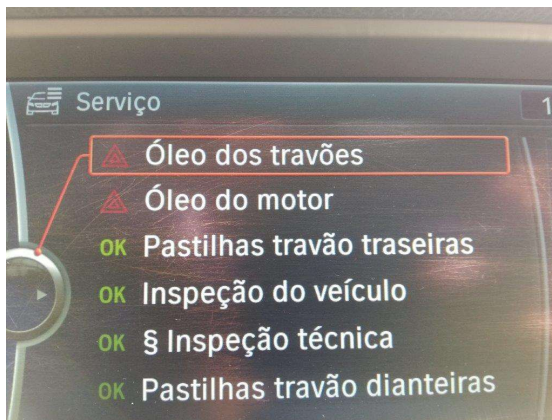 Serviço
1
Óleo dos travões
Óleo do motor
OK Pastilhas travão traseiras
OK Inspeção do veículo
OK § Inspeção técnica
OK Pastilhas travão dianteiras